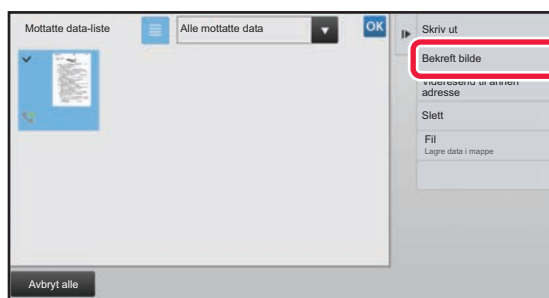 Mottatte data-liste
Alle mottatte data
OK
Skriv ut
Bekreft bilde
Videresend til annen
adresse
Slett
Fil
Lagre data i mappe
Avbryt alle